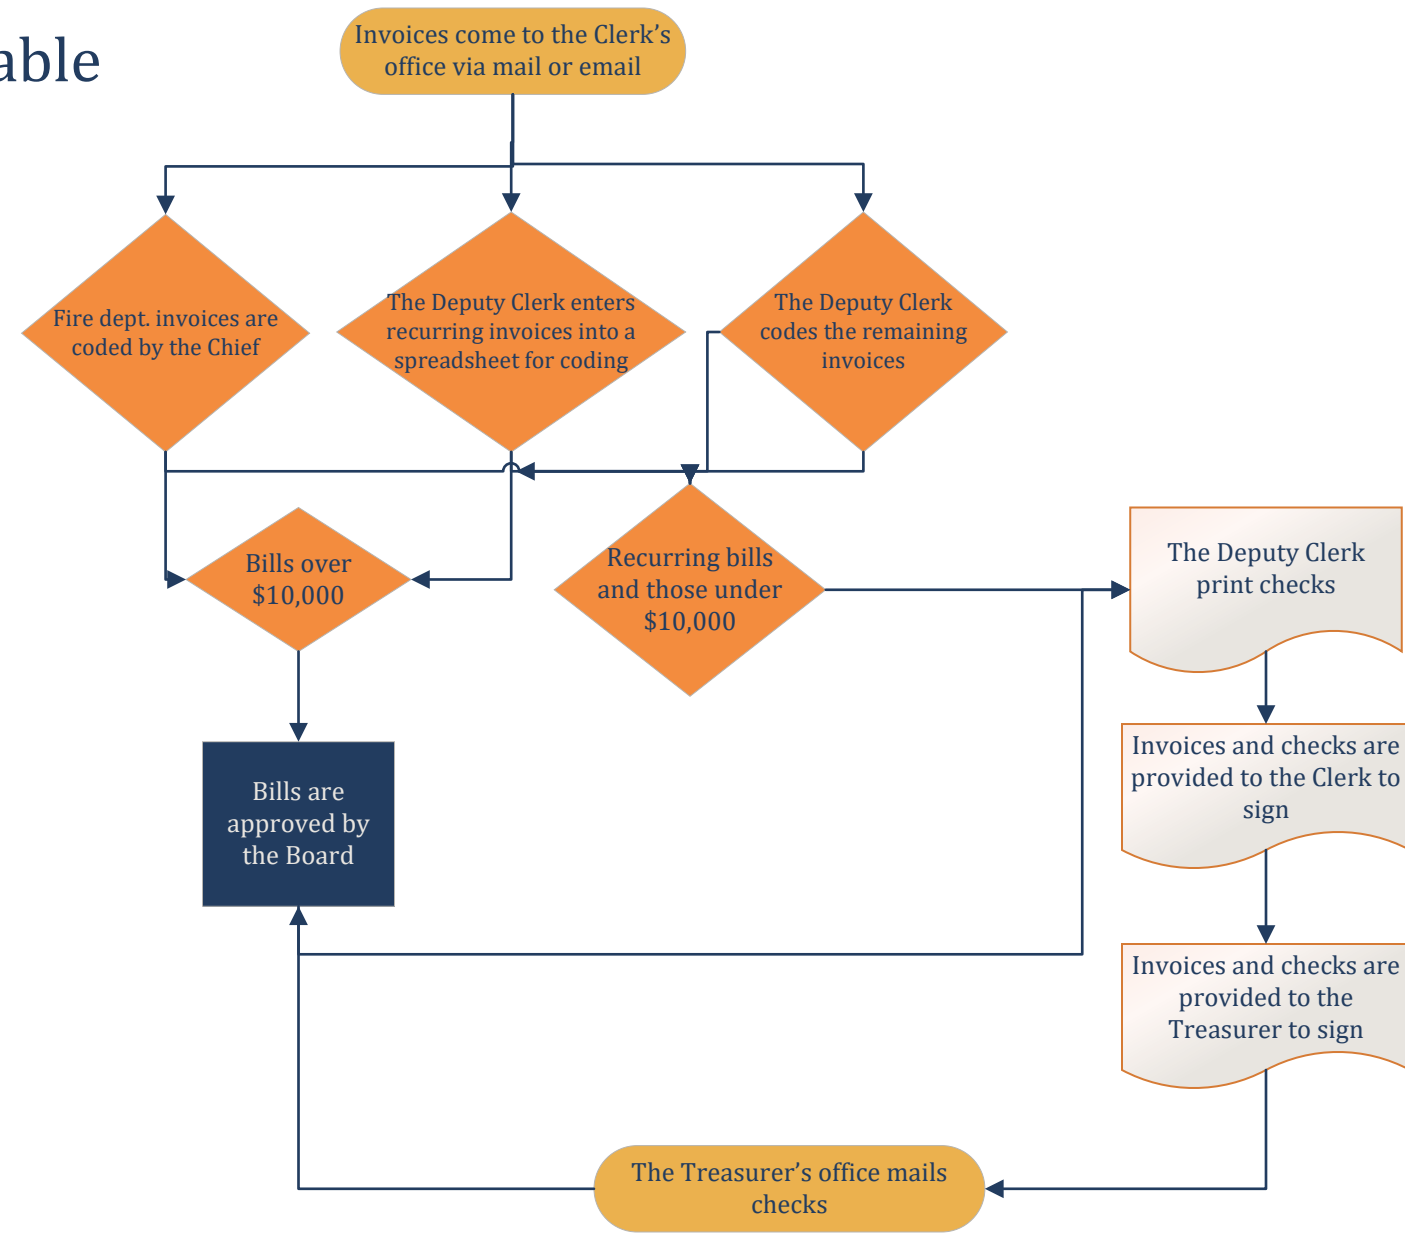 able
Invoices come to the Clerk’s
office via mail or email
Fire dept. invoices are
coded by the Chief
The Deputy Clerk enters
recurring invoices into a
spreadsheet for coding
The Deputy Clerk
codes the remaining
invoices
Bills over
$10,000
Recurring bills
and those under
$10,000
The Deputy Clerk
print checks
Bills are
approved by
the Board
Invoices and checks are
provided to the Clerk to
sign
Invoices and checks are
provided to the
Treasurer to sign
The Treasurer’s office mails
checks